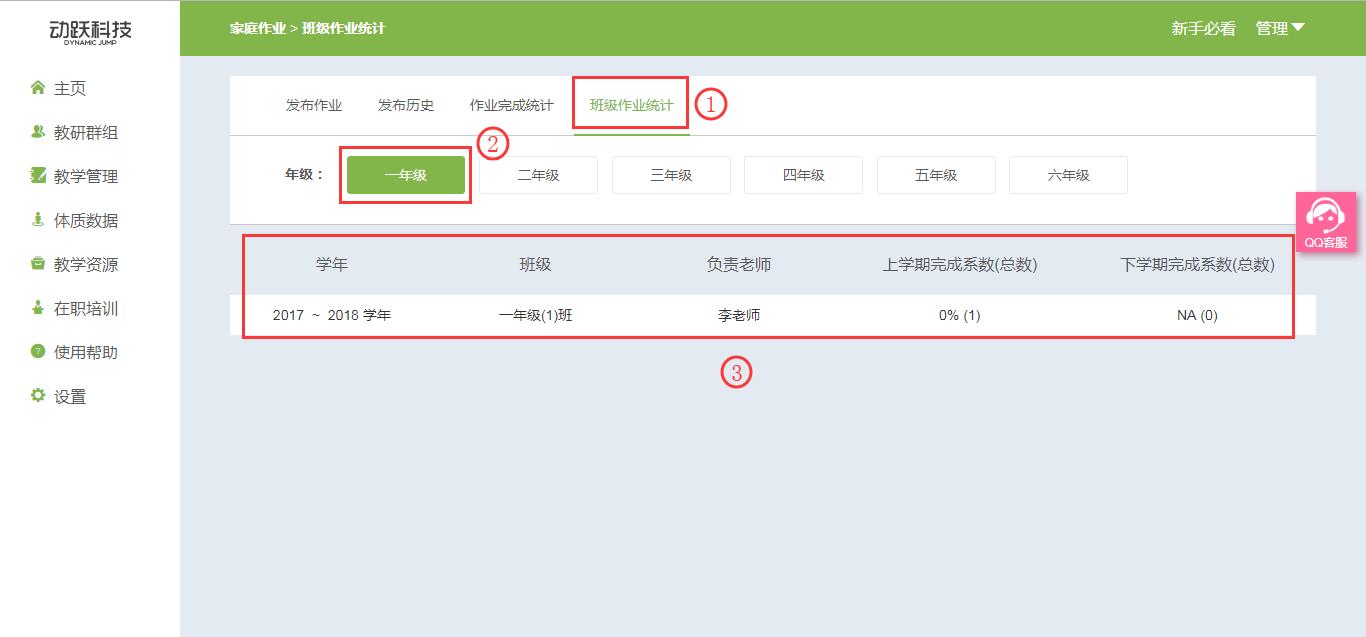 动跃科技
DYNAMIC JUMP
家庭作业 > 班级作业统计
新手必看 管理
主页
教研群组
教学管理
体质数据
教学资源
在职培训
使用帮助
设置
发布作业 发布历史 作业完成统计 班级作业统计 ①
②
年级： 一年级 二年级 三年级 四年级 五年级 六年级
QQ客服
学年 班级 负责老师 上学期完成系数(总数) 下学期完成系数(总数)
2017 ~ 2018 学年 一年级(1)班 李老师 0% (1) NA (0)
③